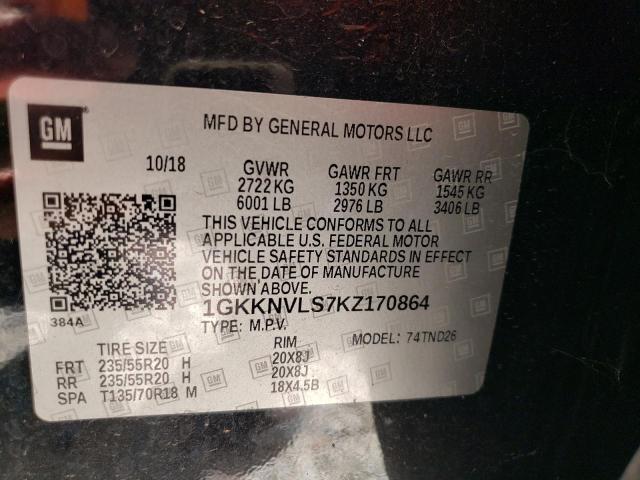 GM
MFD BY GENERAL MOTORS LLC
10/18 GVWR GAWR FRT GAWR RR
2722 KG 1350 KG 1545 KG
6001 LB 2976 LB 3406 LB
THIS VEHICLE CONFORMS TO ALL
APPLICABLE U.S. FEDERAL MOTOR
VEHICLE SAFETY STANDARDS IN EFFECT
ON THE DATE OF MANUFACTURE
SHOWN ABOVE.
384A
1GKKNVLS7KZ170864
TYPE: M.P.V. MODEL: 74TND26
TIRE SIZE RIM
FRT 235/55R20 H 20X8J
RR 235/55R20 H 20X8J
SPA T135/70R18 M 18X4.5B